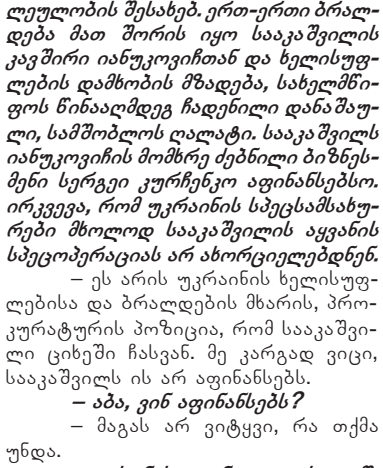 ლეულობის შესახებ. ერთ-ერთი ბრალ-
დება მათ შორის იყო სააკაშვილის
კავშირი იანუკოვიჩთან და ხელისუფ-
ლების დამხობის მზადება, სახელმწი-
ფოს წინააღმდეგ ჩადენილი დანაშაუ-
ლი, სამშობლოს ღალატი. სააკაშვილს
იანუკოვიჩის მომხრე ძებნილი ბიზნეს-
მენი სერგეი კურჩენკო აფინანსებსო.
ირკვევა, რომ უკრაინის სპეცსამსახუ-
რები მხოლოდ სააკაშვილის აყვანის
სპეცოპერაციას არ ახორციელებდნენ.
– ეს არის უკრაინის ხელისუფ-
ლებისა და ბრალდების მხარის, პრო-
კურატურის პოზიცია, რომ სააკაშვი-
ლი ციხეში ჩასვან. მე კარგად ვიცი,
სააკაშვილს ის არ აფინანსებს.
– აბა, ვინ აფინანსებს?
– მაგას არ ვიტყვი, რა თქმა
უნდა.